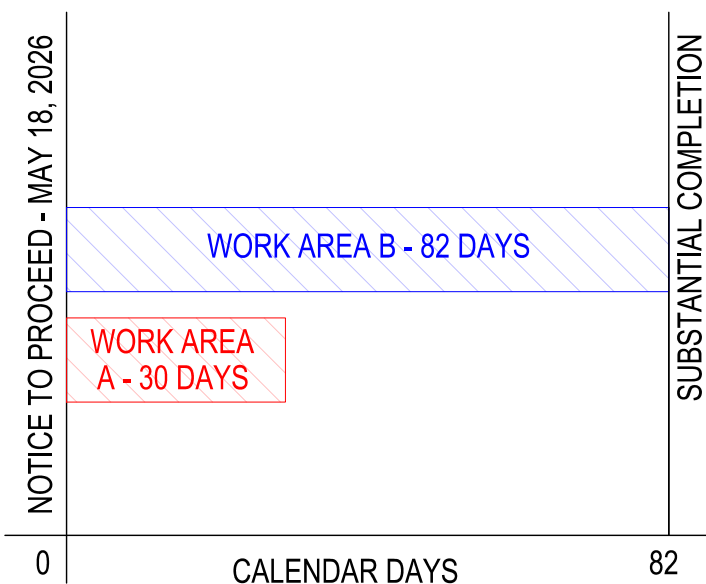 NOTICE TO PROCEED - MAY 18, 2026
WORK AREA B - 82 DAYS
WORK AREA
A - 30 DAYS
SUBSTANTIAL COMPLETION
0
CALENDAR DAYS
82